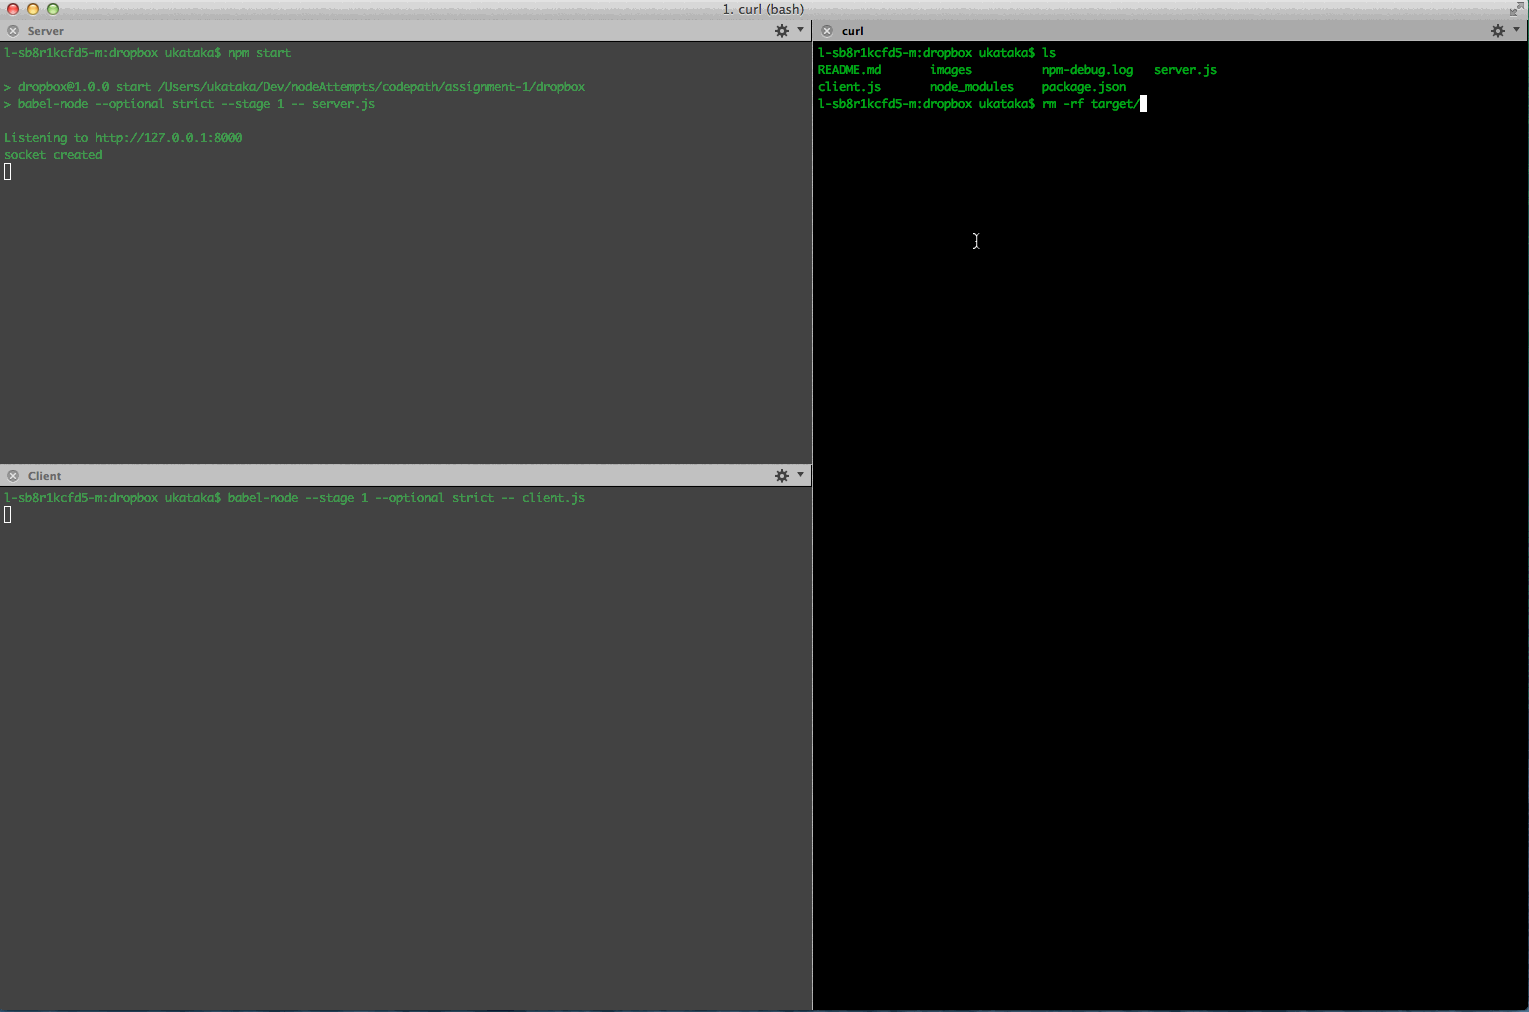 1. curl (bash)
Server
l-sb8r1kcfd5-m:dropbox ukataka$ npm start
> dropbox@1.0.0 start /Users/ukataka/Dev/nodeAttempts/codepath/assignment-1/dropbox
> babel-node --optional strict --stage 1 -- server.js
Listening to http://127.0.0.1:8000
socket created
Client
l-sb8r1kcfd5-m:dropbox ukataka$ babel-node --stage 1 --optional strict -- client.js
curl
l-sb8r1kcfd5-m:dropbox ukataka$ ls
README.md images npm-debug.log server.js
client.js node_modules package.json
l-sb8r1kcfd5-m:dropbox ukataka$ rm -rf target/